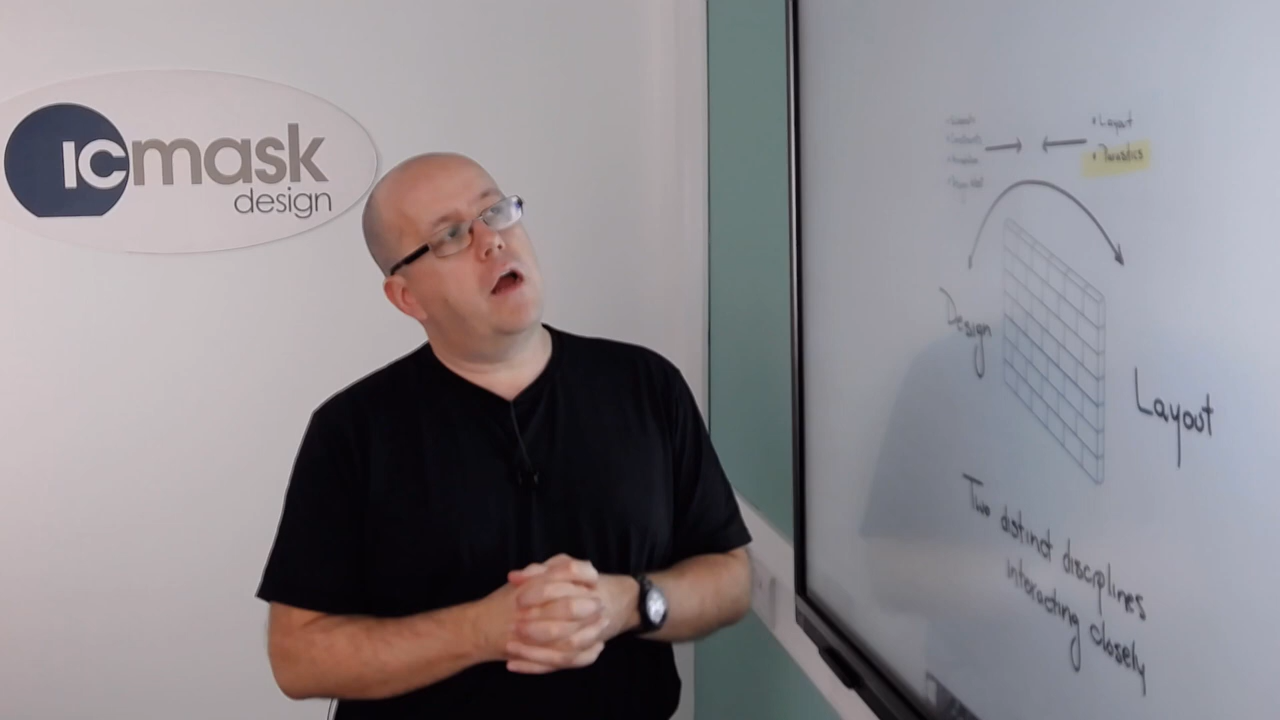 ICmask
design
• Layout
• Parasitics
Design
Layout
Two distinct disciplines
interacting closely